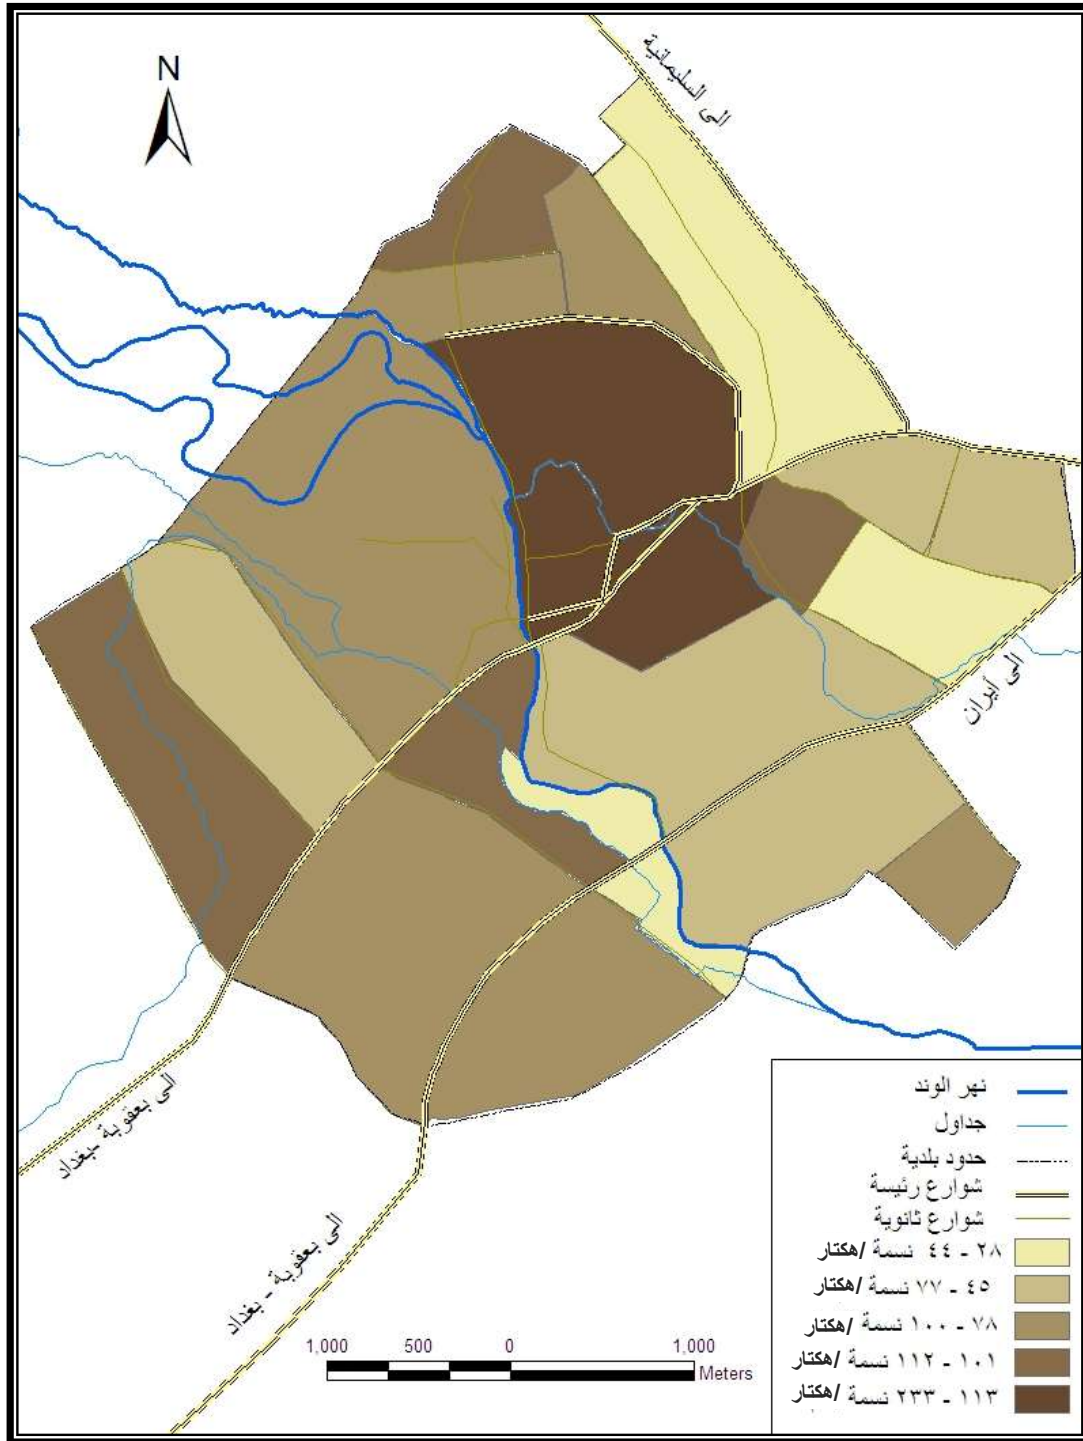 N
الى السليمانية
الى أيران
الى بعقوبة -بغداد
الى بعقوبة - بغداد
نهر الوند
جداول
حدود بلدية
شوارع رئيسة
شوارع ثانوية
٢٨ - ٤٤ نسمة /هكتار
٤٥ - ٧٧ نسمة /هكتار
٧٨ - ١٠٠ نسمة /هكتار
١٠١ - ١١٢ نسمة /هكتار
١١٣ - ٢٣٣ نسمة /هكتار
1,000 500 0 1,000
Meters